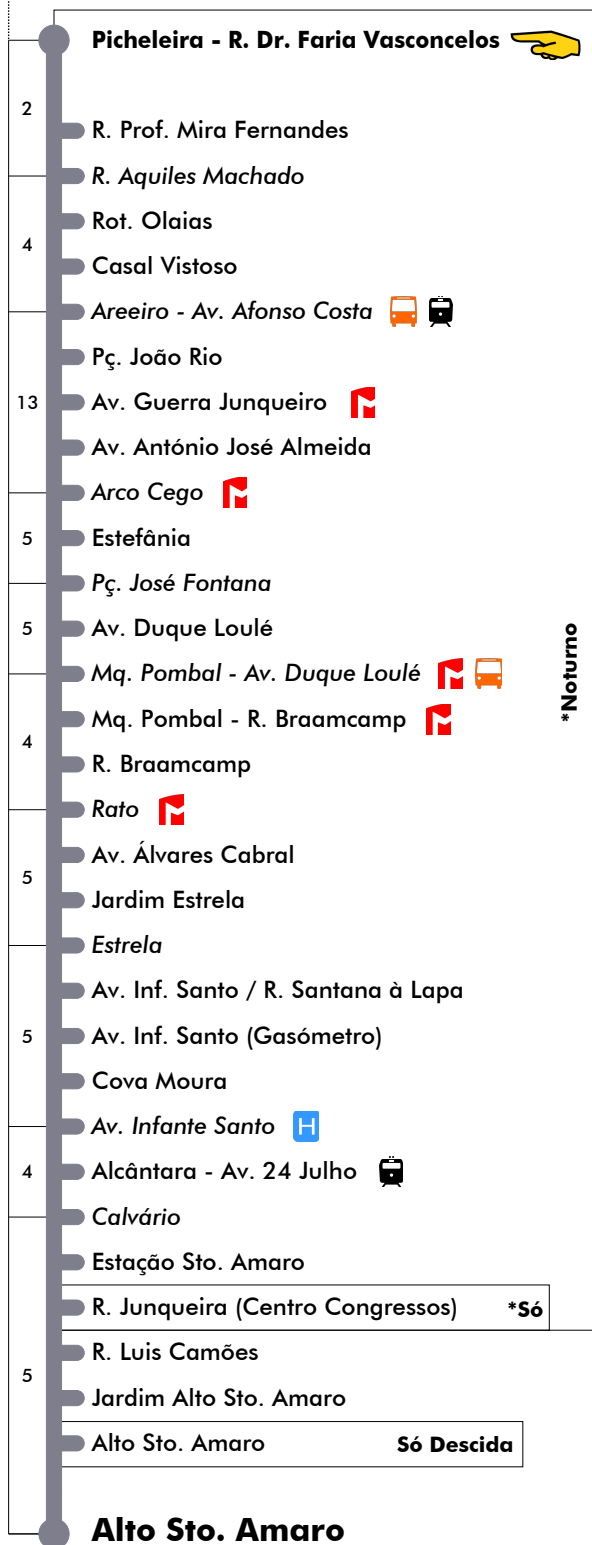 Picheleira - R. Dr. Faria Vasconcelos
2
R. Prof. Mira Fernandes
R. Aquiles Machado
Rot. Olaias
4
Casal Vistoso
Areeiro - Av. Afonso Costa
Pç. João Rio
13
Av. Guerra Junqueiro
Av. António José Almeida
Arco Cego
5
Estefânia
Pç. José Fontana
5
Av. Duque Loulé
*Noturno
Mq. Pombal - Av. Duque Loulé
Mq. Pombal - R. Braamcamp
4
R. Braamcamp
Rato
Av. Álvares Cabral
5
Jardim Estrela
Estrela
Av. Inf. Santo / R. Santana à Lapa
5
Av. Inf. Santo (Gasómetro)
Cova Moura
Av. Infante Santo H
4
Alcântara - Av. 24 Julho
Calvário
Estação Sto. Amaro
R. Junqueira (Centro Congressos) *Só
R. Luis Camões
5
Jardim Alto Sto. Amaro
Alto Sto. Amaro Só Descida
Alto Sto. Amaro